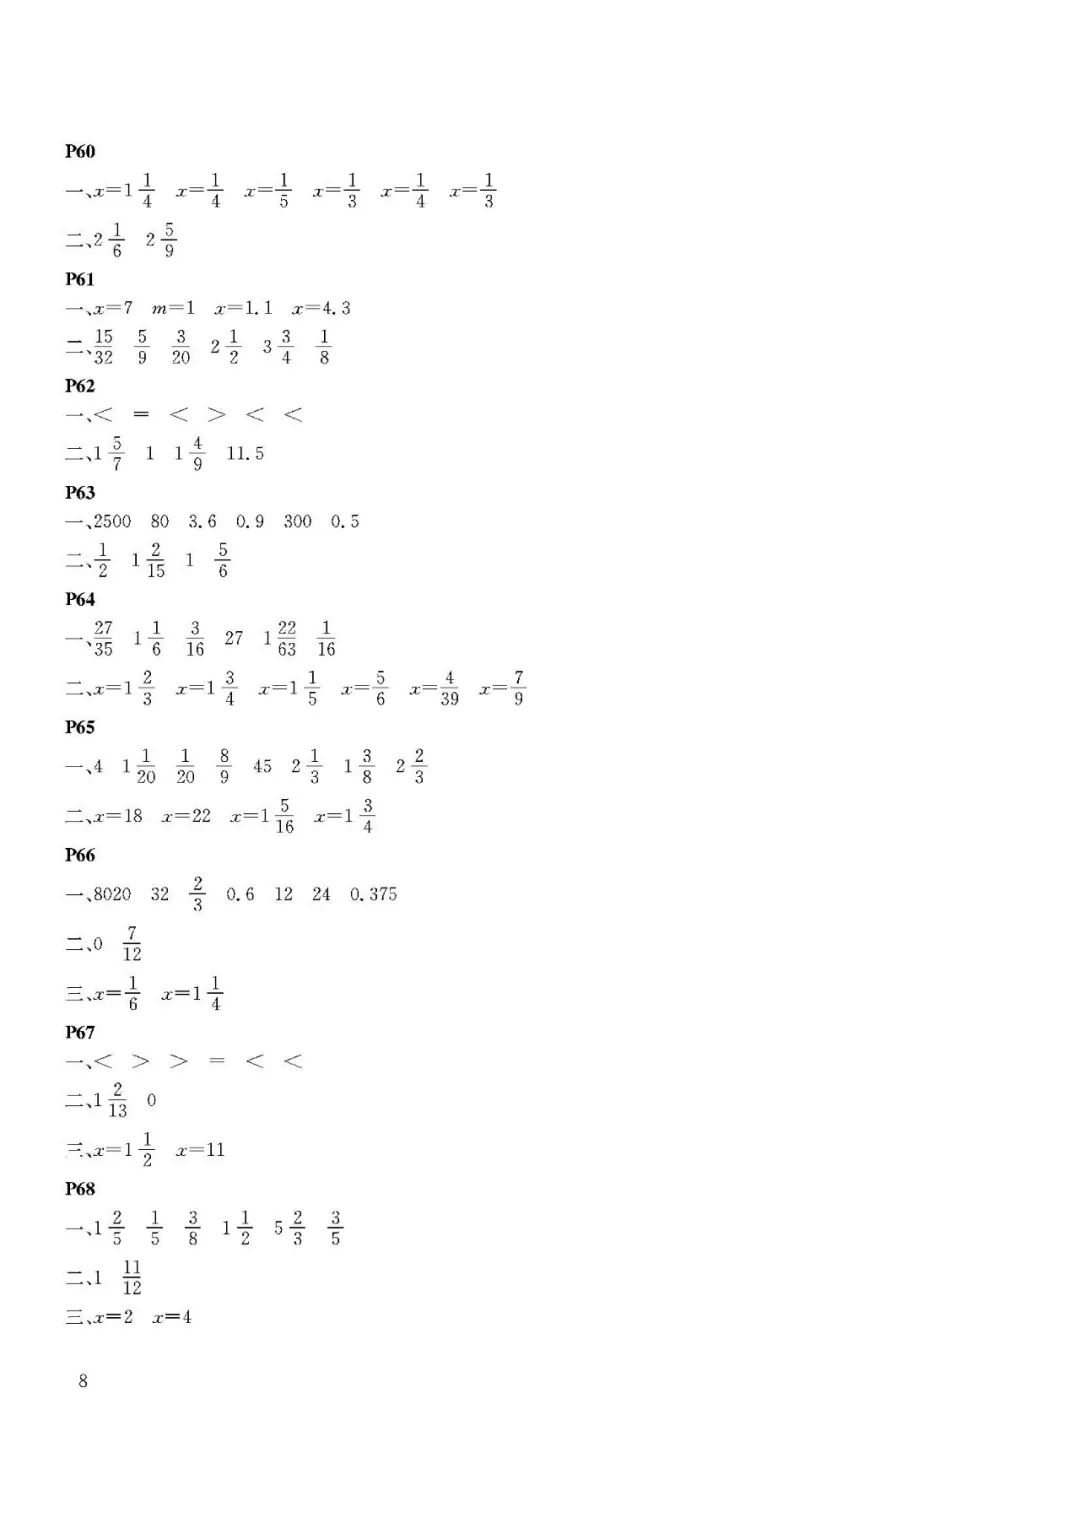 P60
一、x=1 1/4 x=1/4 x=1/5 x=1/3 x=1/4 x=1/3
二、2 1/6 2 5/9
P61
一、x=7 m=1 x=1.1 x=4.3
二、15/32 5/9 3/20 2 1/2 3 3/4 1/8
P62
一、< = < > < <
二、1 5/7 1 1 4/9 11.5
P63
一、2500 80 3.6 0.9 300 0.5
二、1/2 1 2/15 1 5/6
P64
一、27/35 1 1/6 3/16 27 1 22/63 1/16
二、x=1 2/3 x=1 3/4 x=1 1/5 x=5/6 x=4/39 x=7/9
P65
一、4 1 1/20 1/20 8/9 45 2 1/3 1 3/8 2 2/3
二、x=18 x=22 x=1 5/16 x=1 3/4
P66
一、8020 32 2/3 0.6 12 24 0.375
二、0 7/12
三、x=1/6 x=1 1/4
P67
一、< > > = < <
二、1 2/13 0
三、x=1 1/2 x=11
P68
一、1 2/5 1/5 3/8 1 1/2 5 2/3 3/5
二、1 11/12
三、x=2 x=4
8